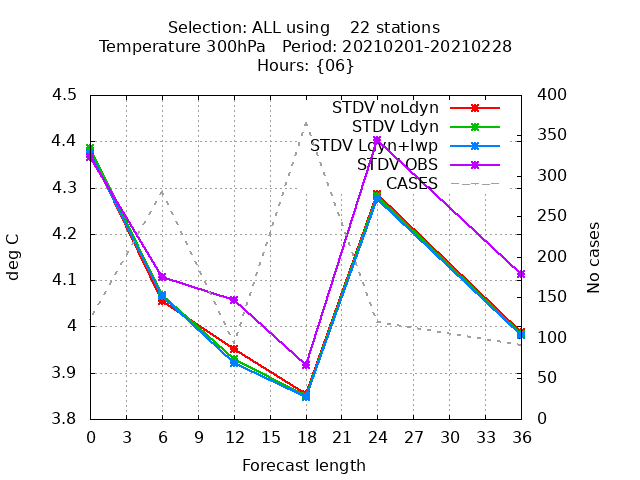 Selection: ALL using 22 stations
Temperature 300hPa Period: 20210201-20210228
Hours: {06}
4.5
4.4
4.3
4.2
4.1
4
3.9
3.8
deg C
STDV noLdyn
STDV Ldyn
STDV Ldyn+lwp
STDV OBS
CASES
400
350
300
250
200
150
100
50
0
No cases
0 3 6 9 12 15 18 21 24 27 30 33 36
Forecast length